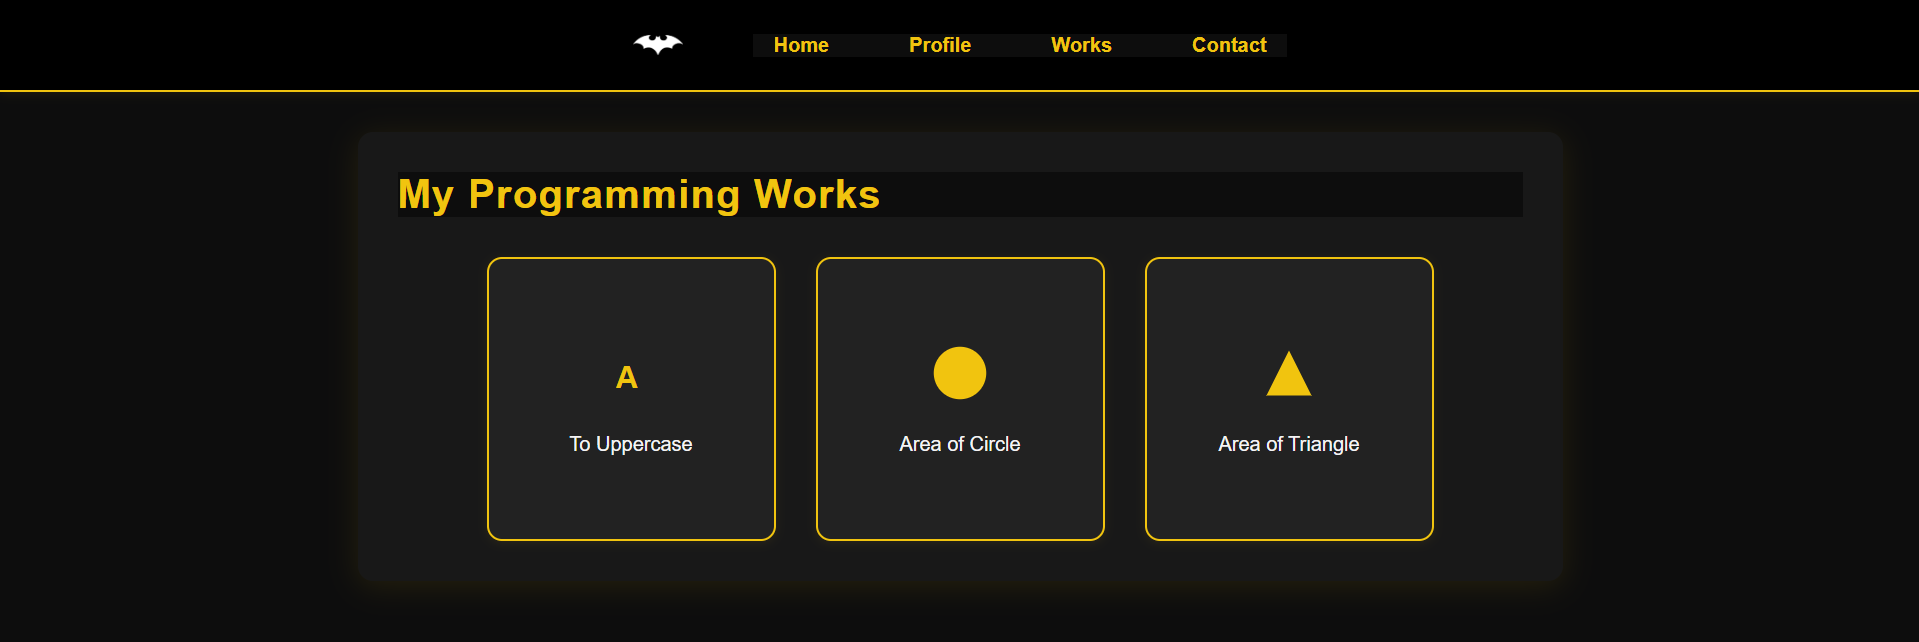 Home Profile Works Contact
My Programming Works
A
To Uppercase
Area of Circle
Area of Triangle